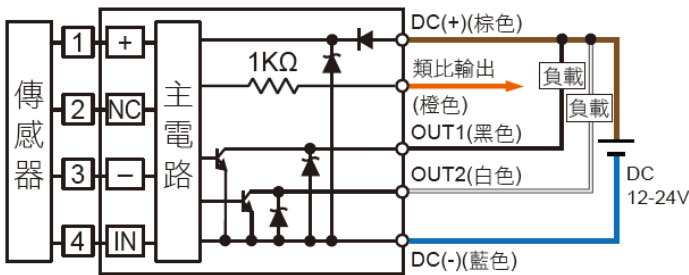 傳感器
1
2
3
4
+
NC
−
IN
主電路
1KΩ
DC(+)(棕色)
類比輸出
(橙色)
OUT1(黑色)
OUT2(白色)
DC(-)(藍色)
負載
負載
DC
12-24V